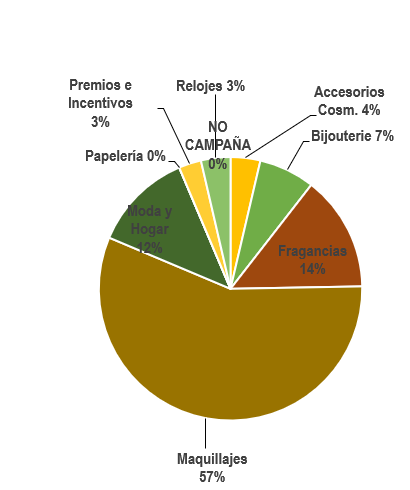 Relojes 3%
Premios e
Incentivos
3%
Accesorios
Cosm. 4%
NO
CAMPAÑA
0%
Bijouterie 7%
Papelería 0%
Moda y
Hogar
12%
Fragancias
14%
Maquillajes
57%